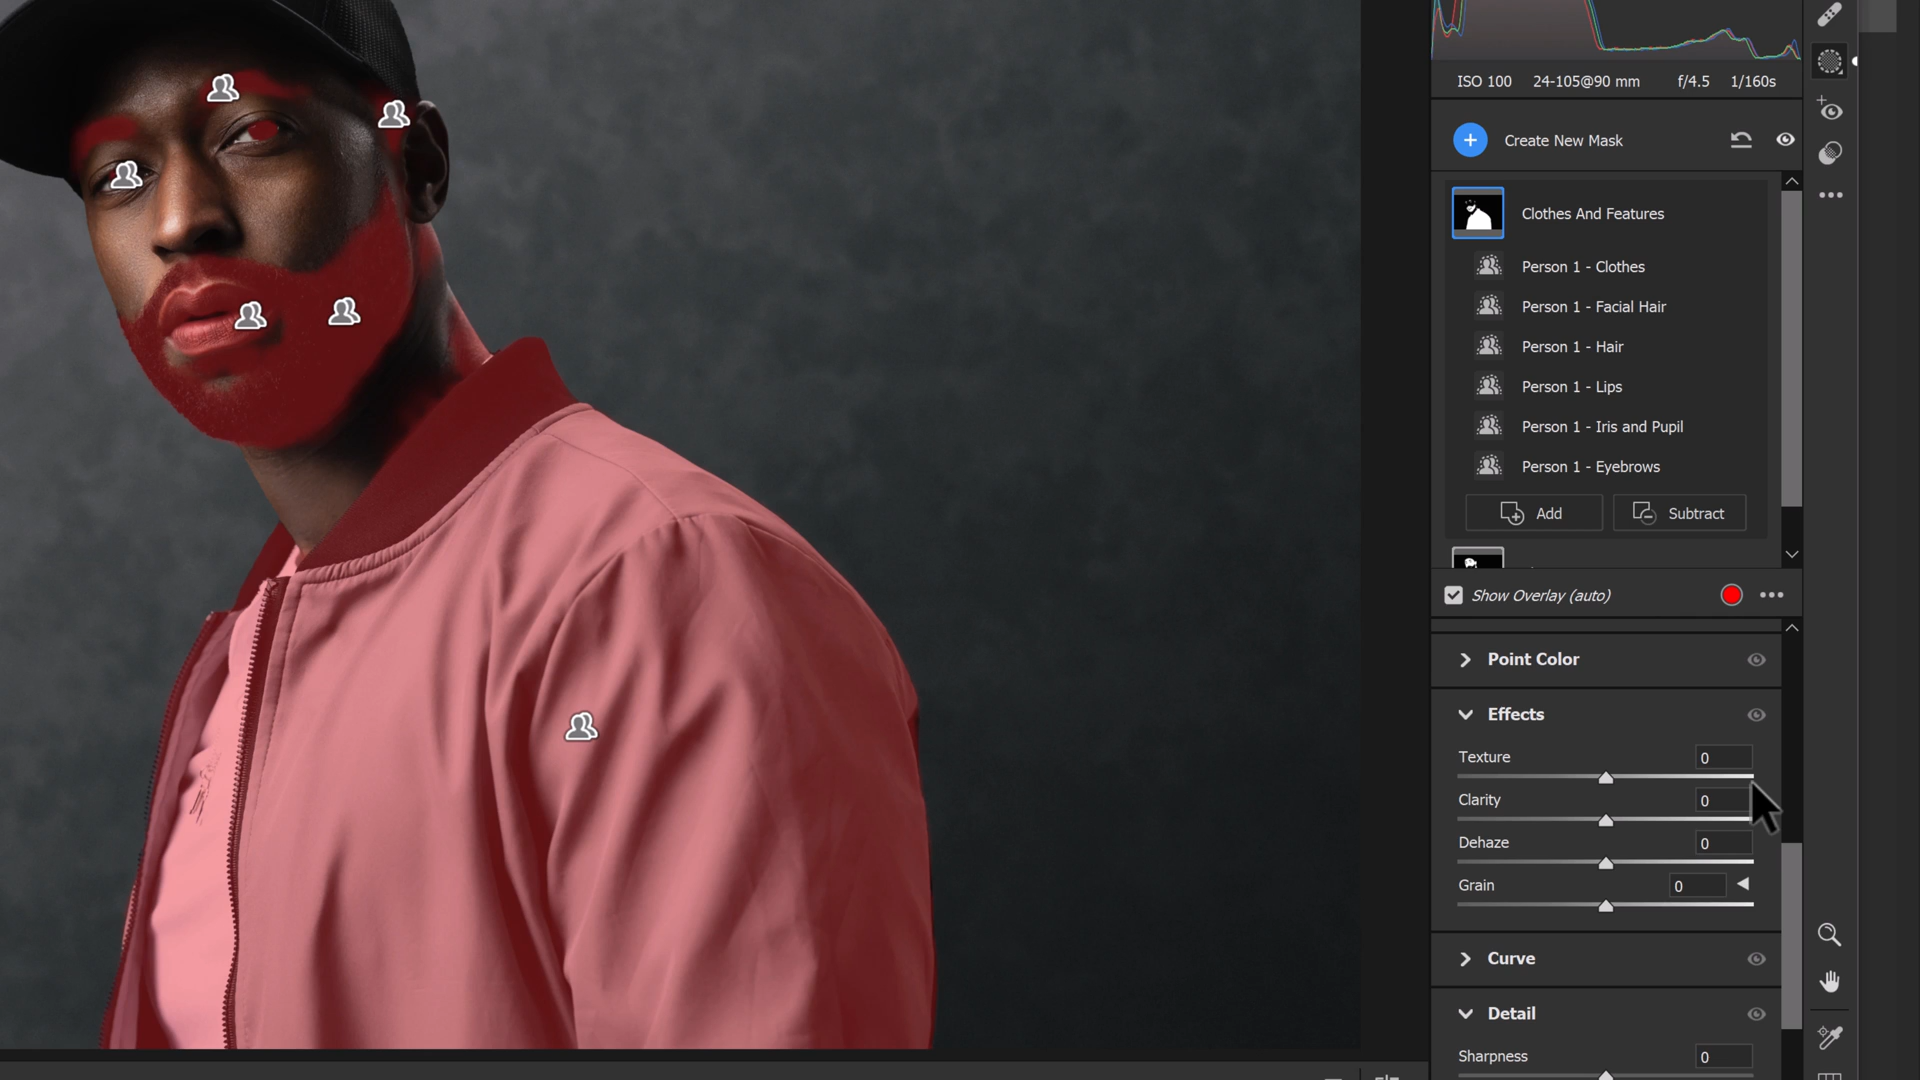 ISO 100 24-105@90 mm f/4.5 1/160s
Create New Mask
Clothes And Features
Person 1 - Clothes
Person 1 - Facial Hair
Person 1 - Hair
Person 1 - Lips
Person 1 - Iris and Pupil
Person 1 - Eyebrows
Add Subtract
Show Overlay (auto)
Point Color
Effects
Texture 0
Clarity 0
Dehaze 0
Grain 0
Curve
Detail
Sharpness 0